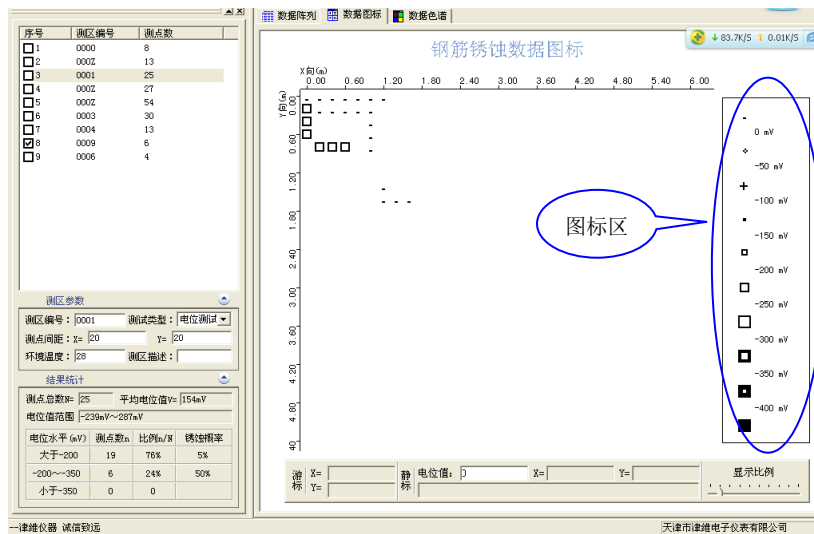 数据阵列 数据图标 数据色谱
序号 测区编号 测点数
1 0000 8
2 000Z 13
3 0001 25
4 000Z 27
5 000Z 54
6 0003 30
7 0004 13
8 0009 6
9 0006 4
测区参数
测区编号： 0001 测试类型： 电位测试
测点间距：X= 20 Y= 20
环境温度： 28 测区描述：
结果统计
测点总数N= 25 平均电位值V= 154mV
电位值范围 -239mV～287mV
电位水平(mV) 测点数n 比例n/N 锈蚀概率
大于-200 19 76% 5%
-200～-350 6 24% 50%
小于-350 0 0
钢筋锈蚀数据图标
83.7K/S 0.01K/S
X向(m)
0.00 0.60 1.20 1.80 2.40 3.00 3.60 4.20 4.80 5.40 6.00
Y向(m)
0.00
0.60
1.20
1.80
2.40
3.00
3.60
4.20
4.80
40
图标区
0 mV
-50 mV
-100 mV
-150 mV
-200 mV
-250 mV
-300 mV
-350 mV
-400 mV
游标 X= Y=
静标 电位值： 0 X= Y=
显示比例
--津维仪器 诚信致远
天津市津维电子仪表有限公司